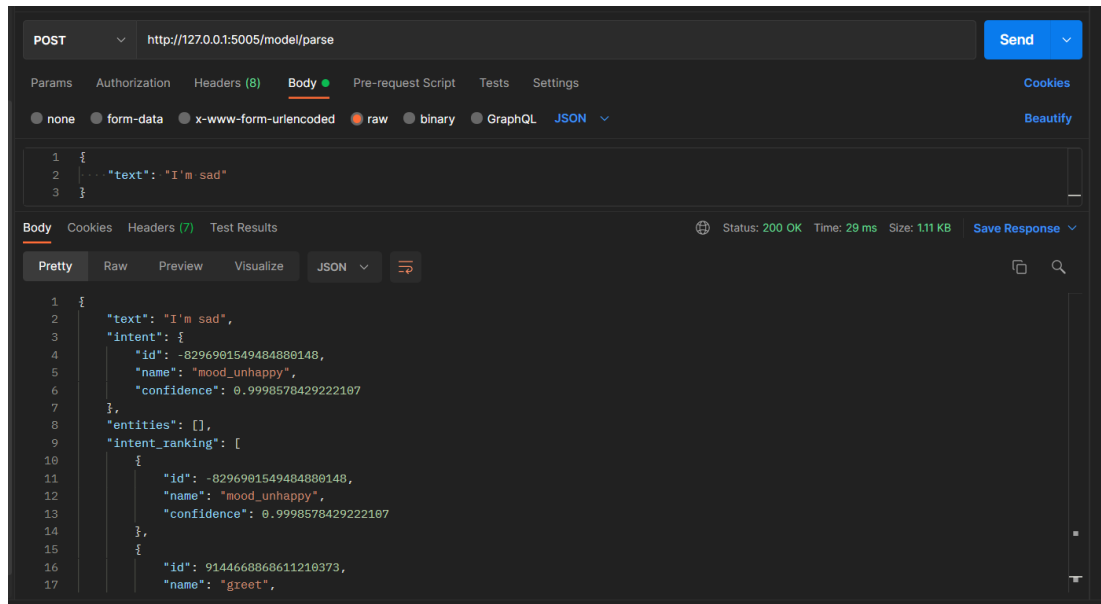 POST http://127.0.0.1:5005/model/parse Send
Params Authorization Headers (8) Body Pre-request Script Tests Settings Cookies
none form-data x-www-form-urlencoded raw binary GraphQL JSON Beautify
1 {
2 ····"text":·"I'm·sad"
3 }
Body Cookies Headers (7) Test Results Status: 200 OK Time: 29 ms Size: 1.11 KB Save Response
Pretty Raw Preview Visualize JSON
1 {
2 "text": "I'm sad",
3 "intent": {
4 "id": -8296901549484880148,
5 "name": "mood_unhappy",
6 "confidence": 0.9998578429222107
7 },
8 "entities": [],
9 "intent_ranking": [
10 {
11 "id": -8296901549484880148,
12 "name": "mood_unhappy",
13 "confidence": 0.9998578429222107
14 },
15 {
16 "id": 9144668868611210373,
17 "name": "greet",